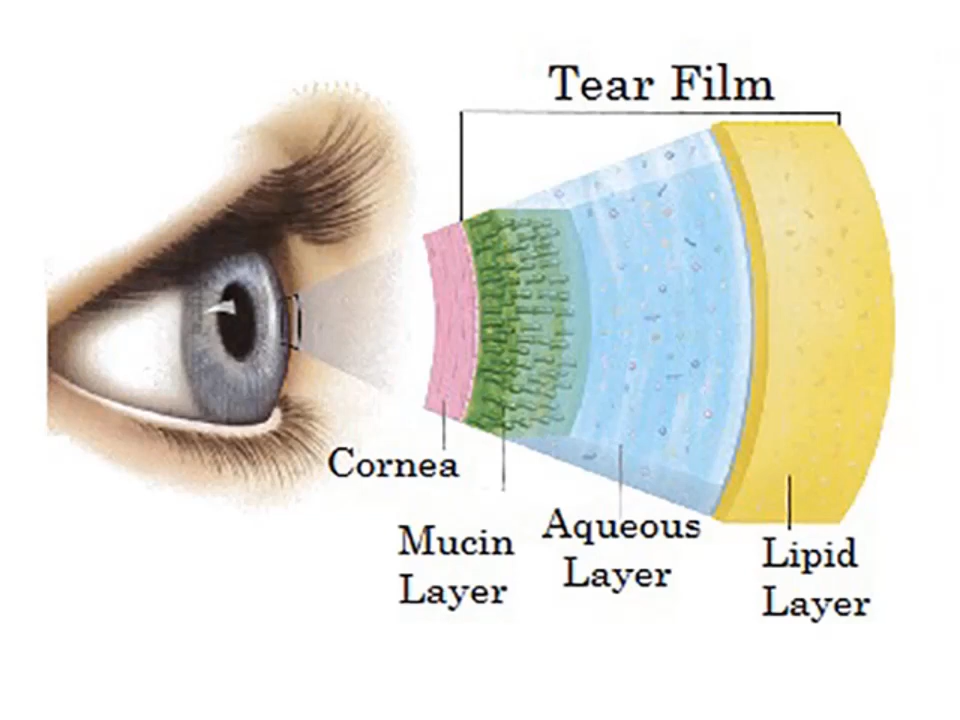 Tear Film
Cornea
Mucin
Layer
Aqueous
Layer
Lipid
Layer